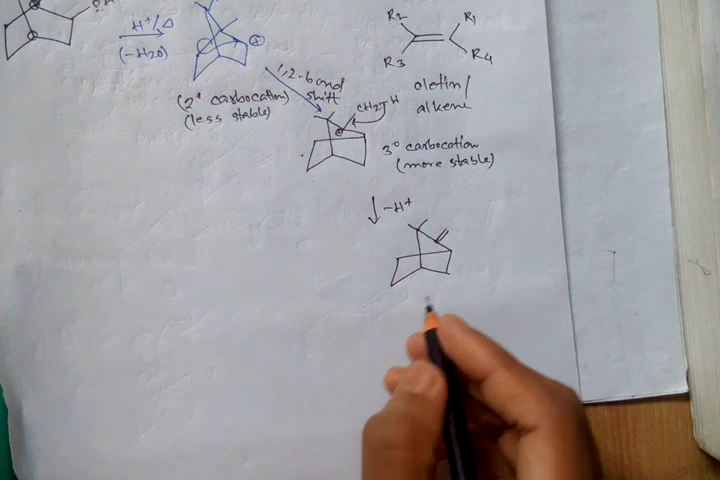 H⁺/Δ
(-H₂O)
⊕
(2° carbocation)
(less stable)
1,2-bond
shift
R₂ R₁
R₃ R₄
olefin/
alkene
CH₂ H
⊕
3° carbocation
(more stable)
-H⁺